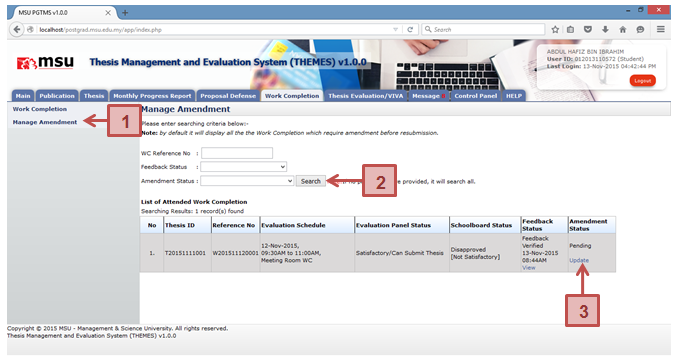 MSU PGTMS v1.0.0
localhost/postgrad.msu.edu.my/app/index.php
Search
msu
Thesis Management and Evaluation System (THEMES) v1.0.0
ABDUL HAFIZ BIN IBRAHIM
User ID: 012013110572 (Student)
Last Login: 13-Nov-2015 04:42:44 PM
Logout
Main Publication Thesis Monthly Progress Report Proposal Defense Work Completion Thesis Evaluation/VIVA Message Control Panel HELP
Work Completion
Manage Amendment
1
Manage Amendment
Please enter searching criteria below:-
Note: by default it will display all the the Work Completion which require amendment before resubmission.
WC Reference No :
Feedback Status :
Amendment Status :
Search
2
be provided, it will search all.
List of Attended Work Completion
Searching Results: 1 record(s) found
No Thesis ID Reference No Evaluation Schedule Evaluation Panel Status Schoolboard Status Feedback Status Amendment Status
1. T20151111001 W201511120001 12-Nov-2015, 09:30AM to 11:00AM, Meeting Room WC Satisfactory/Can Submit Thesis Disapproved [Not Satisfactory] Feedback Verified 13-Nov-2015 08:44AM View Pending Update
3
Copyright © 2015 MSU - Management & Science University. All rights reserved.
Thesis Management and Evaluation System (THEMES) v1.0.0